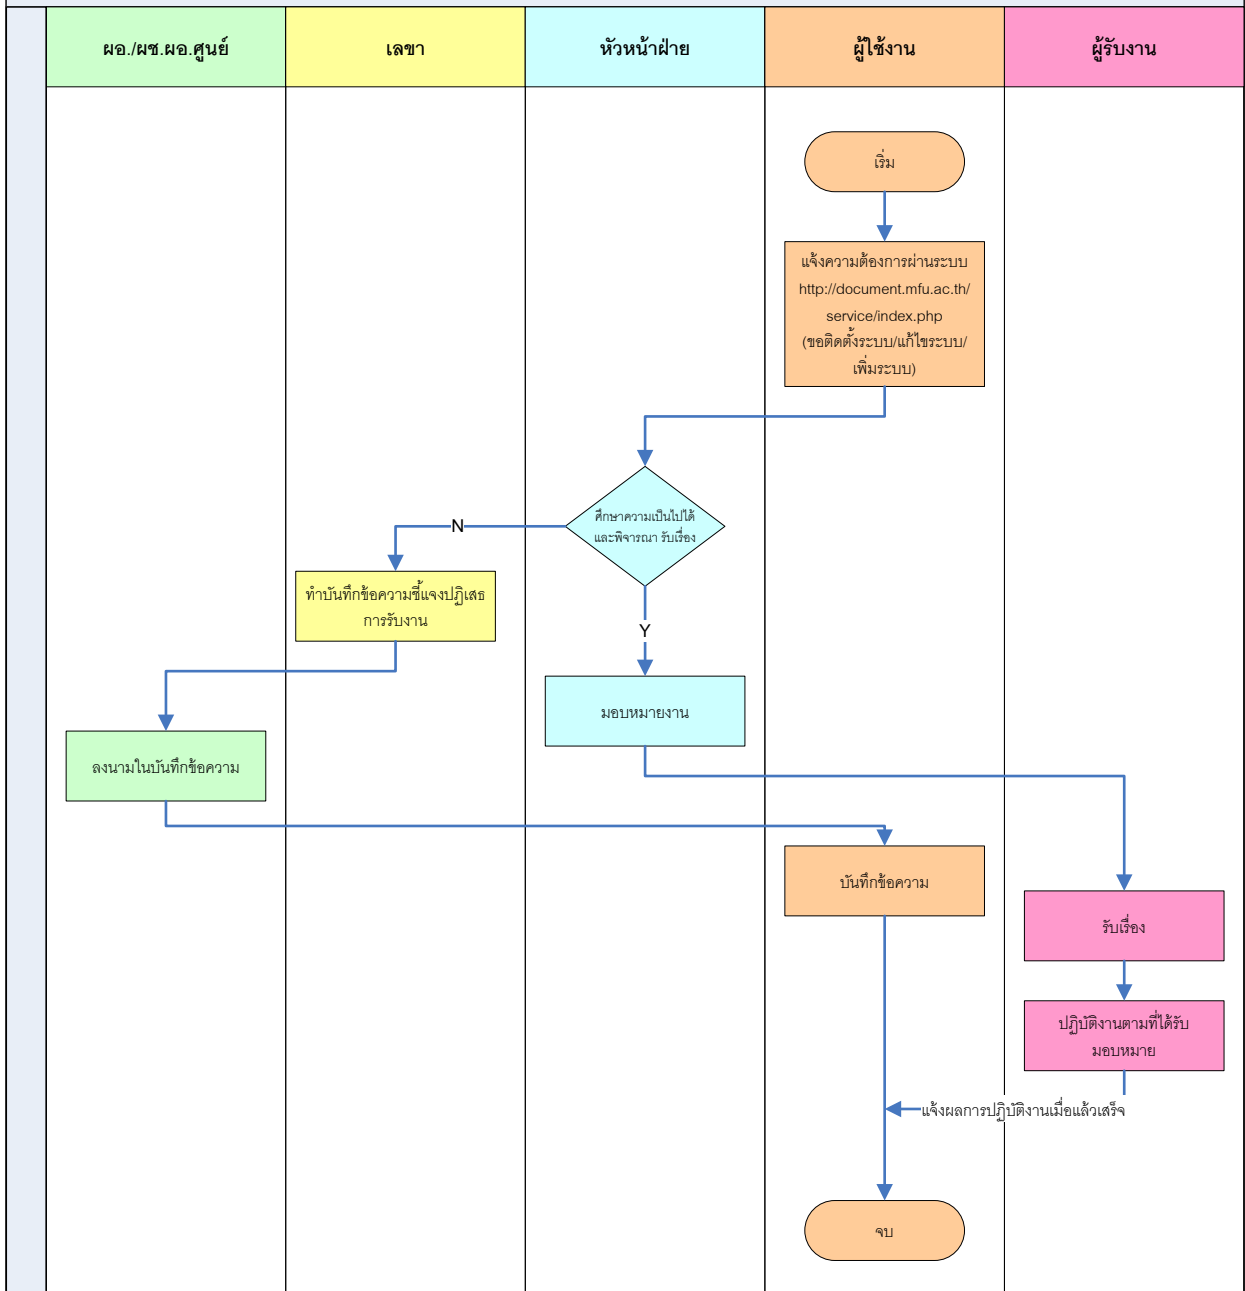 ผอ./ผช.ผอ.ศูนย์
เลขา
หัวหน้าฝ่าย
ผู้ใช้งาน
ผู้รับงาน
เริ่ม
แจ้งความต้องการผ่านระบบ
http://document.mfu.ac.th/
service/index.php
(ขอติดตั้งระบบ/แก้ไขระบบ/
เพิ่มระบบ)
ศึกษาความเป็นไปได้
และพิจารณา รับเรื่อง
N
ทำบันทึกข้อความชี้แจงปฏิเสธ
การรับงาน
Y
มอบหมายงาน
ลงนามในบันทึกข้อความ
บันทึกข้อความ
รับเรื่อง
ปฏิบัติงานตามที่ได้รับ
มอบหมาย
แจ้งผลการปฏิบัติงานเมื่อแล้วเสร็จ
จบ